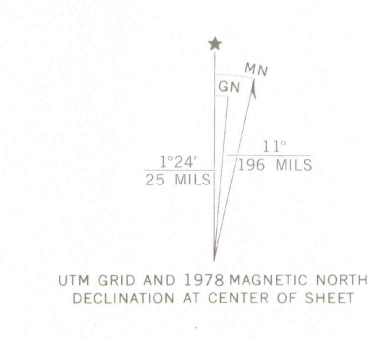 ★
MN
GN
1°24′
25 MILS
11°
196 MILS
UTM GRID AND 1978 MAGNETIC NORTH
DECLINATION AT CENTER OF SHEET